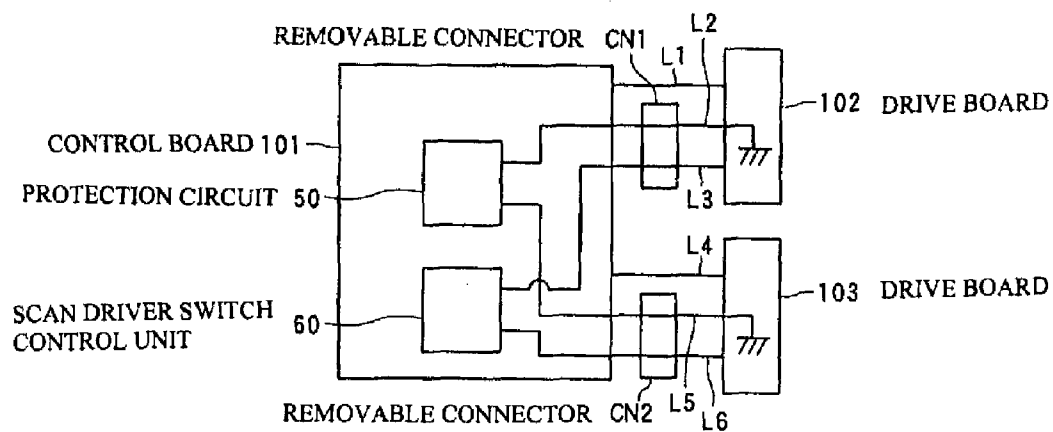 REMOVABLE CONNECTOR CN1 L2
L1
102 DRIVE BOARD
CONTROL BOARD 101
PROTECTION CIRCUIT 50
L3
L4
103 DRIVE BOARD
SCAN DRIVER SWITCH
CONTROL UNIT
60
L5
REMOVABLE CONNECTOR CN2 L6